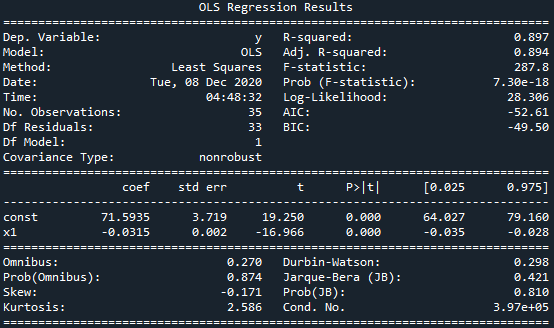 OLS Regression Results
==============================================================================
Dep. Variable:                      y   R-squared:                       0.897
Model:                            OLS   Adj. R-squared:                  0.894
Method:                 Least Squares   F-statistic:                     287.8
Date:                Tue, 08 Dec 2020   Prob (F-statistic):           7.30e-18
Time:                        04:48:32   Log-Likelihood:                 28.306
No. Observations:                  35   AIC:                            -52.61
Df Residuals:                      33   BIC:                            -49.50
Df Model:                           1
Covariance Type:            nonrobust
==============================================================================
                 coef    std err          t      P>|t|      [0.025      0.975]
------------------------------------------------------------------------------
const         71.5935      3.719     19.250      0.000      64.027      79.160
x1            -0.0315      0.002    -16.966      0.000      -0.035      -0.028
==============================================================================
Omnibus:                        0.270   Durbin-Watson:                   0.298
Prob(Omnibus):                  0.874   Jarque-Bera (JB):                0.421
Skew:                          -0.171   Prob(JB):                        0.810
Kurtosis:                       2.586   Cond. No.                     3.97e+05
==============================================================================